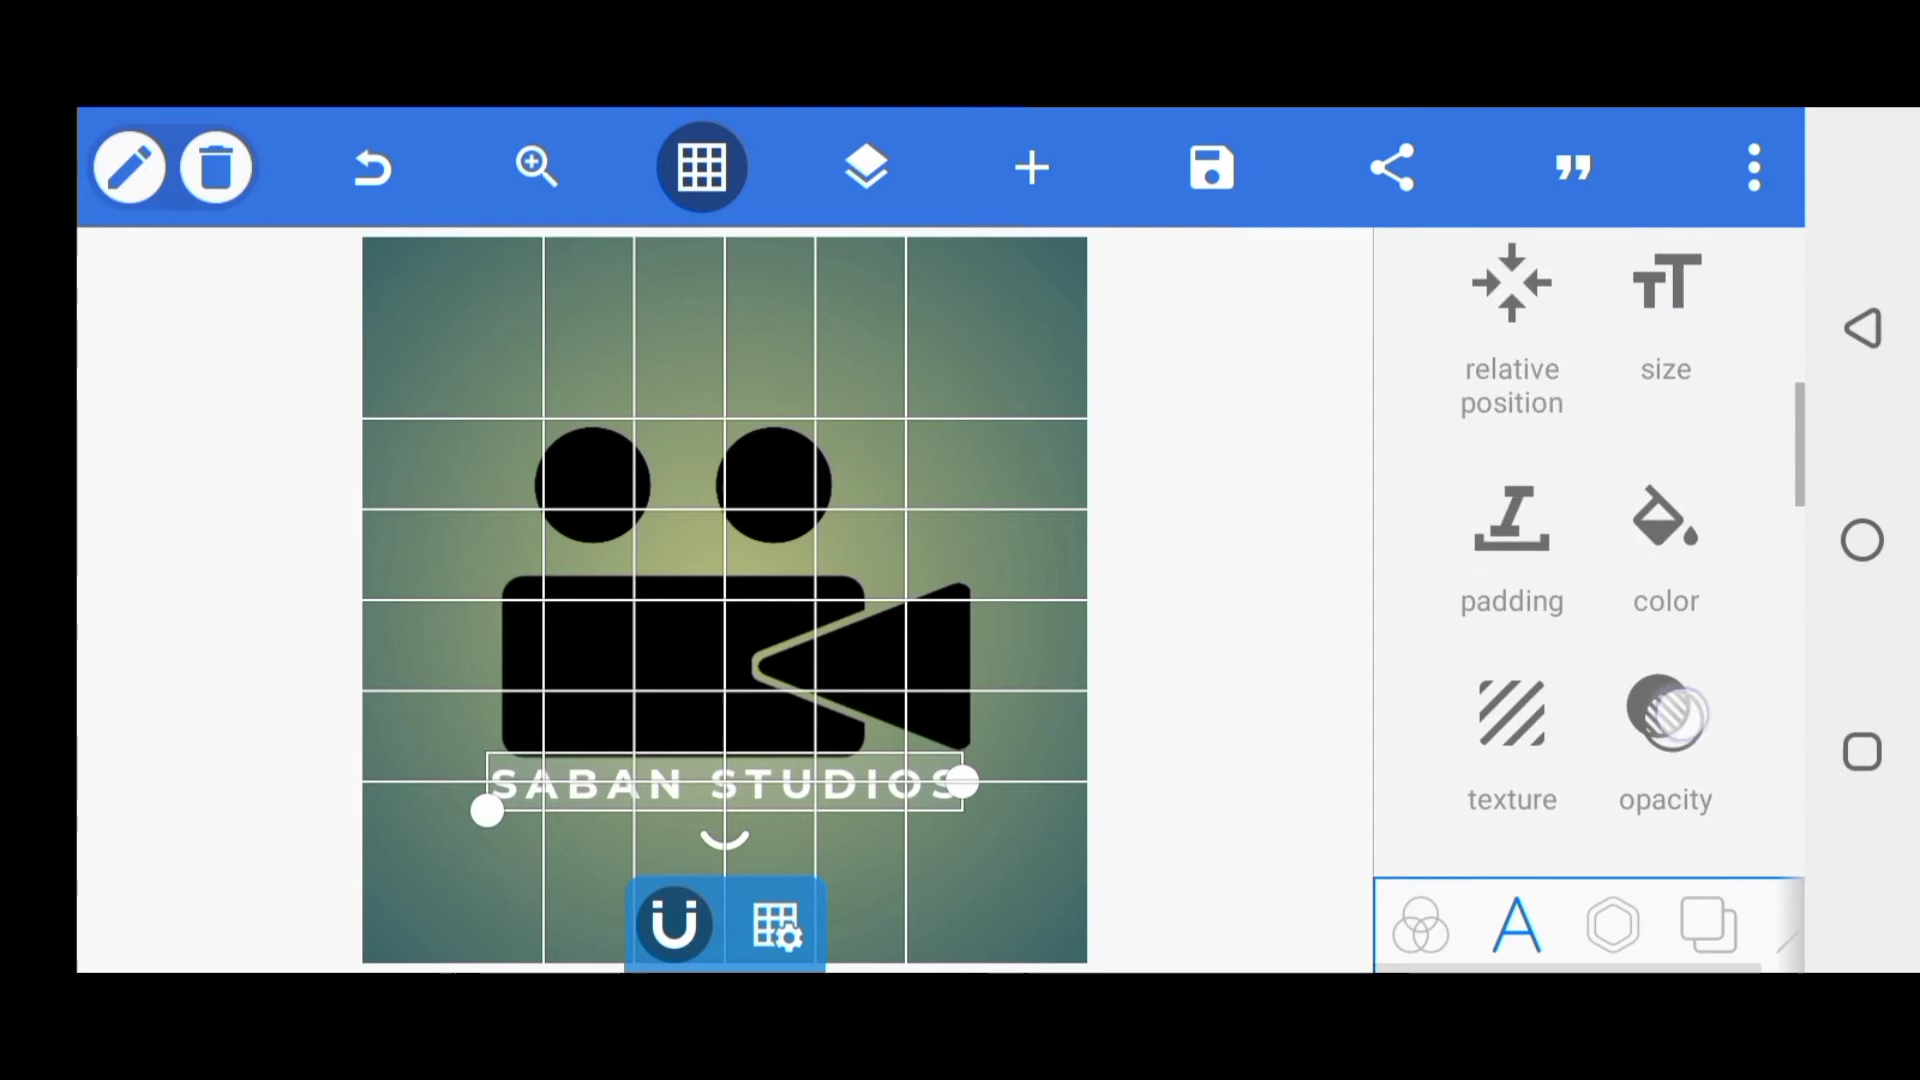 relative
position
size
padding
color
SABAN STUDIOS
texture
opacity